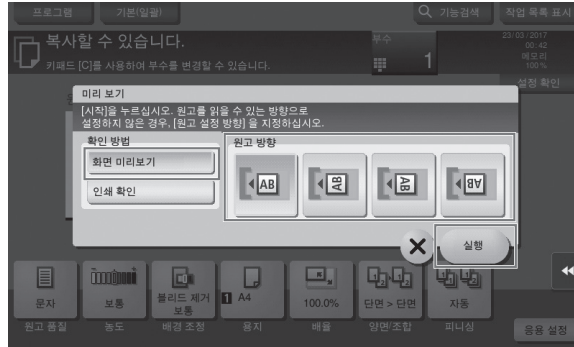 프로그램
기본(일괄)
기능검색
작업 목록 표시
복사할 수 있습니다.
키패드 [C]를 사용하여 부수를 변경할 수 있습니다.
부수
1
23/03/2017
00:42
메모리
100%
설정 확인
미리 보기
[시작]을 누르십시오. 원고를 읽을 수 있는 방향으로
설정하지 않은 경우, [원고 설정 방향] 을 지정하십시오.
확인 방법
화면 미리보기
인쇄 확인
원고 방향
AB
AB
AB
AB
실행
문자
보통
블리드 제거
보통
1 A4
100.0%
단면 > 단면
자동
원고 품질
농도
배경 조정
용지
배율
양면/조합
피니싱
응용 설정